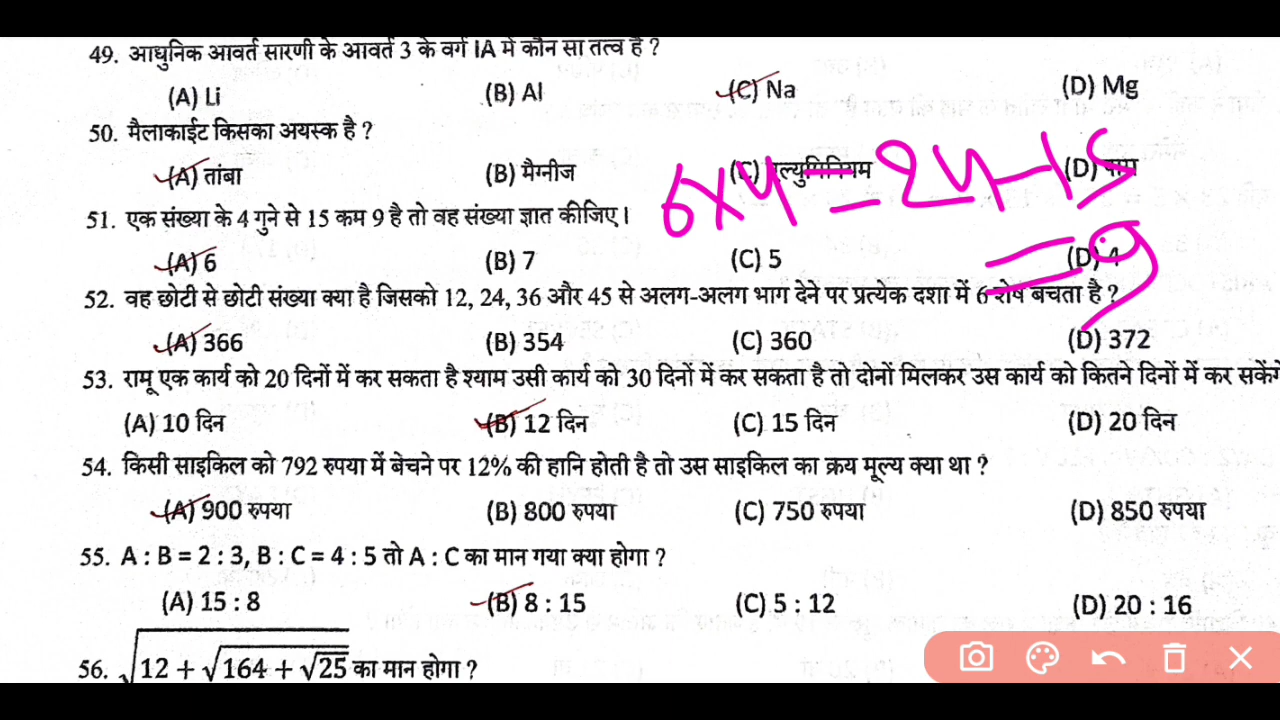 49. आधुनिक आवर्त सारणी के आवर्त 3 के वर्ग IA में कौन सा तत्व है ?
(A) Li (B) Al (C) Na (D) Mg
50. मैलाकाईट किसका अयस्क है ?
(A) तांबा (B) मैग्नीज (C) (D)
6×4 = 24-15
51. एक संख्या के 4 गुने से 15 कम 9 है तो वह संख्या ज्ञात कीजिए।
(A) 6 (B) 7 (C) 5 (D) 4
= 9
52. वह छोटी से छोटी संख्या क्या है जिसको 12, 24, 36 और 45 से अलग-अलग भाग देने पर प्रत्येक दशा में 6 शेष बचता है ?
(A) 366 (B) 354 (C) 360 (D) 372
53. रामू एक कार्य को 20 दिनों में कर सकता है श्याम उसी कार्य को 30 दिनों में कर सकता है तो दोनों मिलकर उस कार्य को कितने दिनों में कर सकेंगे
(A) 10 दिन (B) 12 दिन (C) 15 दिन (D) 20 दिन
54. किसी साइकिल को 792 रुपया में बेचने पर 12% की हानि होती है तो उस साइकिल का क्रय मूल्य क्या था ?
(A) 900 रुपया (B) 800 रुपया (C) 750 रुपया (D) 850 रुपया
55. A : B = 2 : 3, B : C = 4 : 5 तो A : C का मान गया क्या होगा ?
(A) 15 : 8 (B) 8 : 15 (C) 5 : 12 (D) 20 : 16
56. √12 + √164 + √25 का मान होगा ?